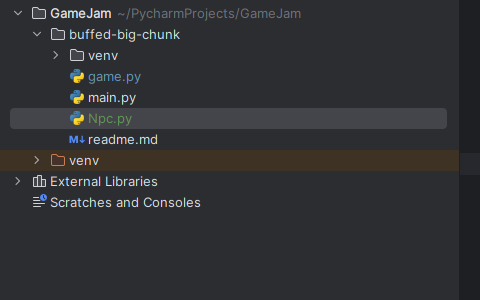 GameJam ~/PycharmProjects/GameJam
buffed-big-chunk
venv
game.py
main.py
Npc.py
M↓ readme.md
venv
External Libraries
Scratches and Consoles